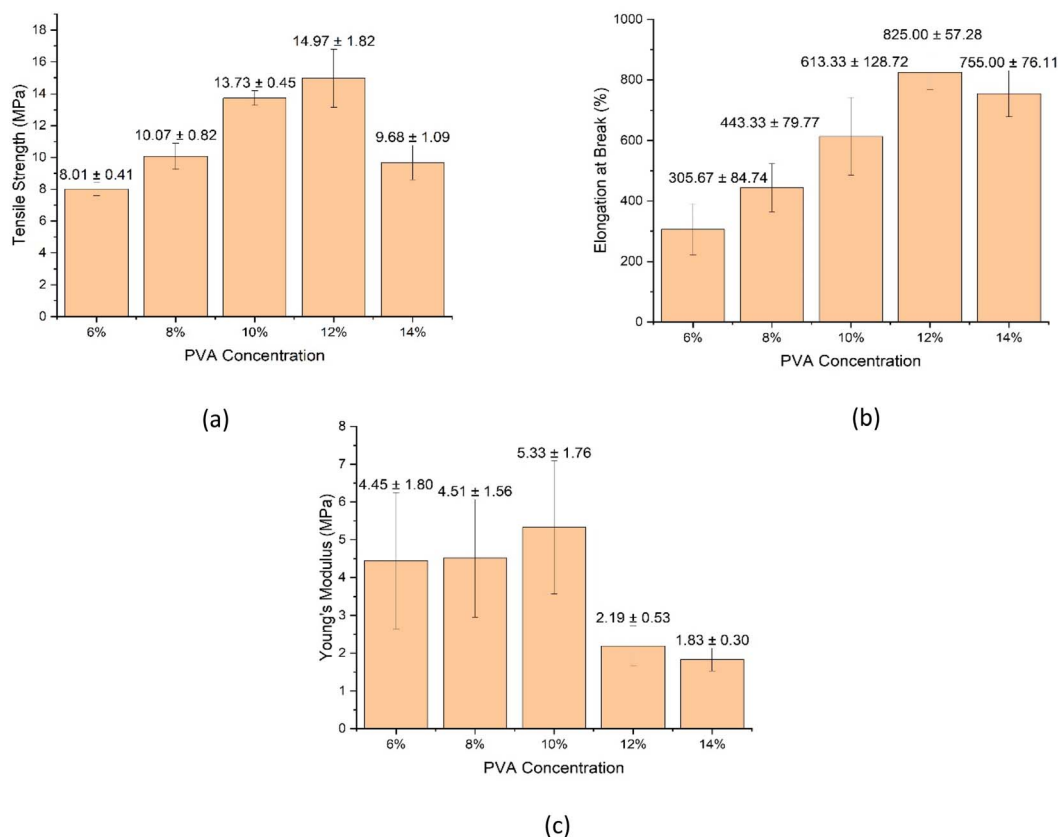 18
16
14
12
10
8
6
4
2
0
Tensile Strength (MPa)
8.01 ± 0.41
10.07 ± 0.82
13.73 ± 0.45
14.97 ± 1.82
9.68 ± 1.09
6%
8%
10%
12%
14%
PVA Concentration
(a)
1000
800
600
400
200
0
Elongation at Break (%)
305.67 ± 84.74
443.33 ± 79.77
613.33 ± 128.72
825.00 ± 57.28
755.00 ± 76.11
6%
8%
10%
12%
14%
PVA Concentration
(b)
8
7
6
5
4
3
2
1
0
Young's Modulus (MPa)
4.45 ± 1.80
4.51 ± 1.56
5.33 ± 1.76
2.19 ± 0.53
1.83 ± 0.30
6%
8%
10%
12%
14%
PVA Concentration
(c)